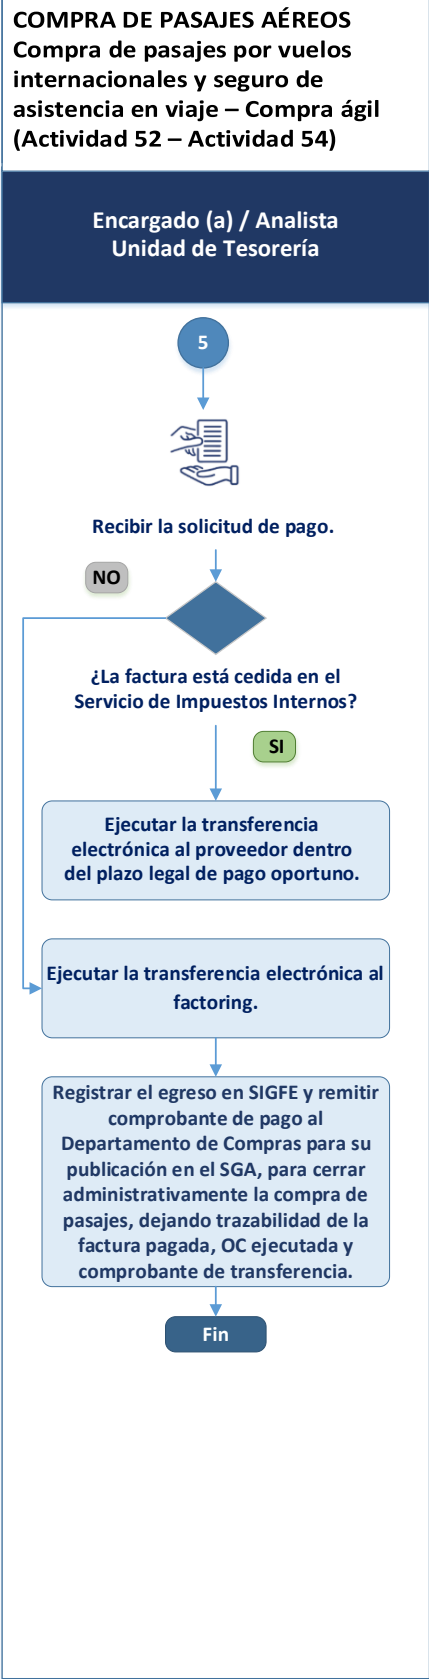 COMPRA DE PASAJES AÉREOS
Compra de pasajes por vuelos
internacionales y seguro de
asistencia en viaje – Compra ágil
(Actividad 52 – Actividad 54)
Encargado (a) / Analista
Unidad de Tesorería
5
Recibir la solicitud de pago.
NO
¿La factura está cedida en el
Servicio de Impuestos Internos?
SI
Ejecutar la transferencia
electrónica al proveedor dentro
del plazo legal de pago oportuno.
Ejecutar la transferencia electrónica al
factoring.
Registrar el egreso en SIGFE y remitir
comprobante de pago al
Departamento de Compras para su
publicación en el SGA, para cerrar
administrativamente la compra de
pasajes, dejando trazabilidad de la
factura pagada, OC ejecutada y
comprobante de transferencia.
Fin